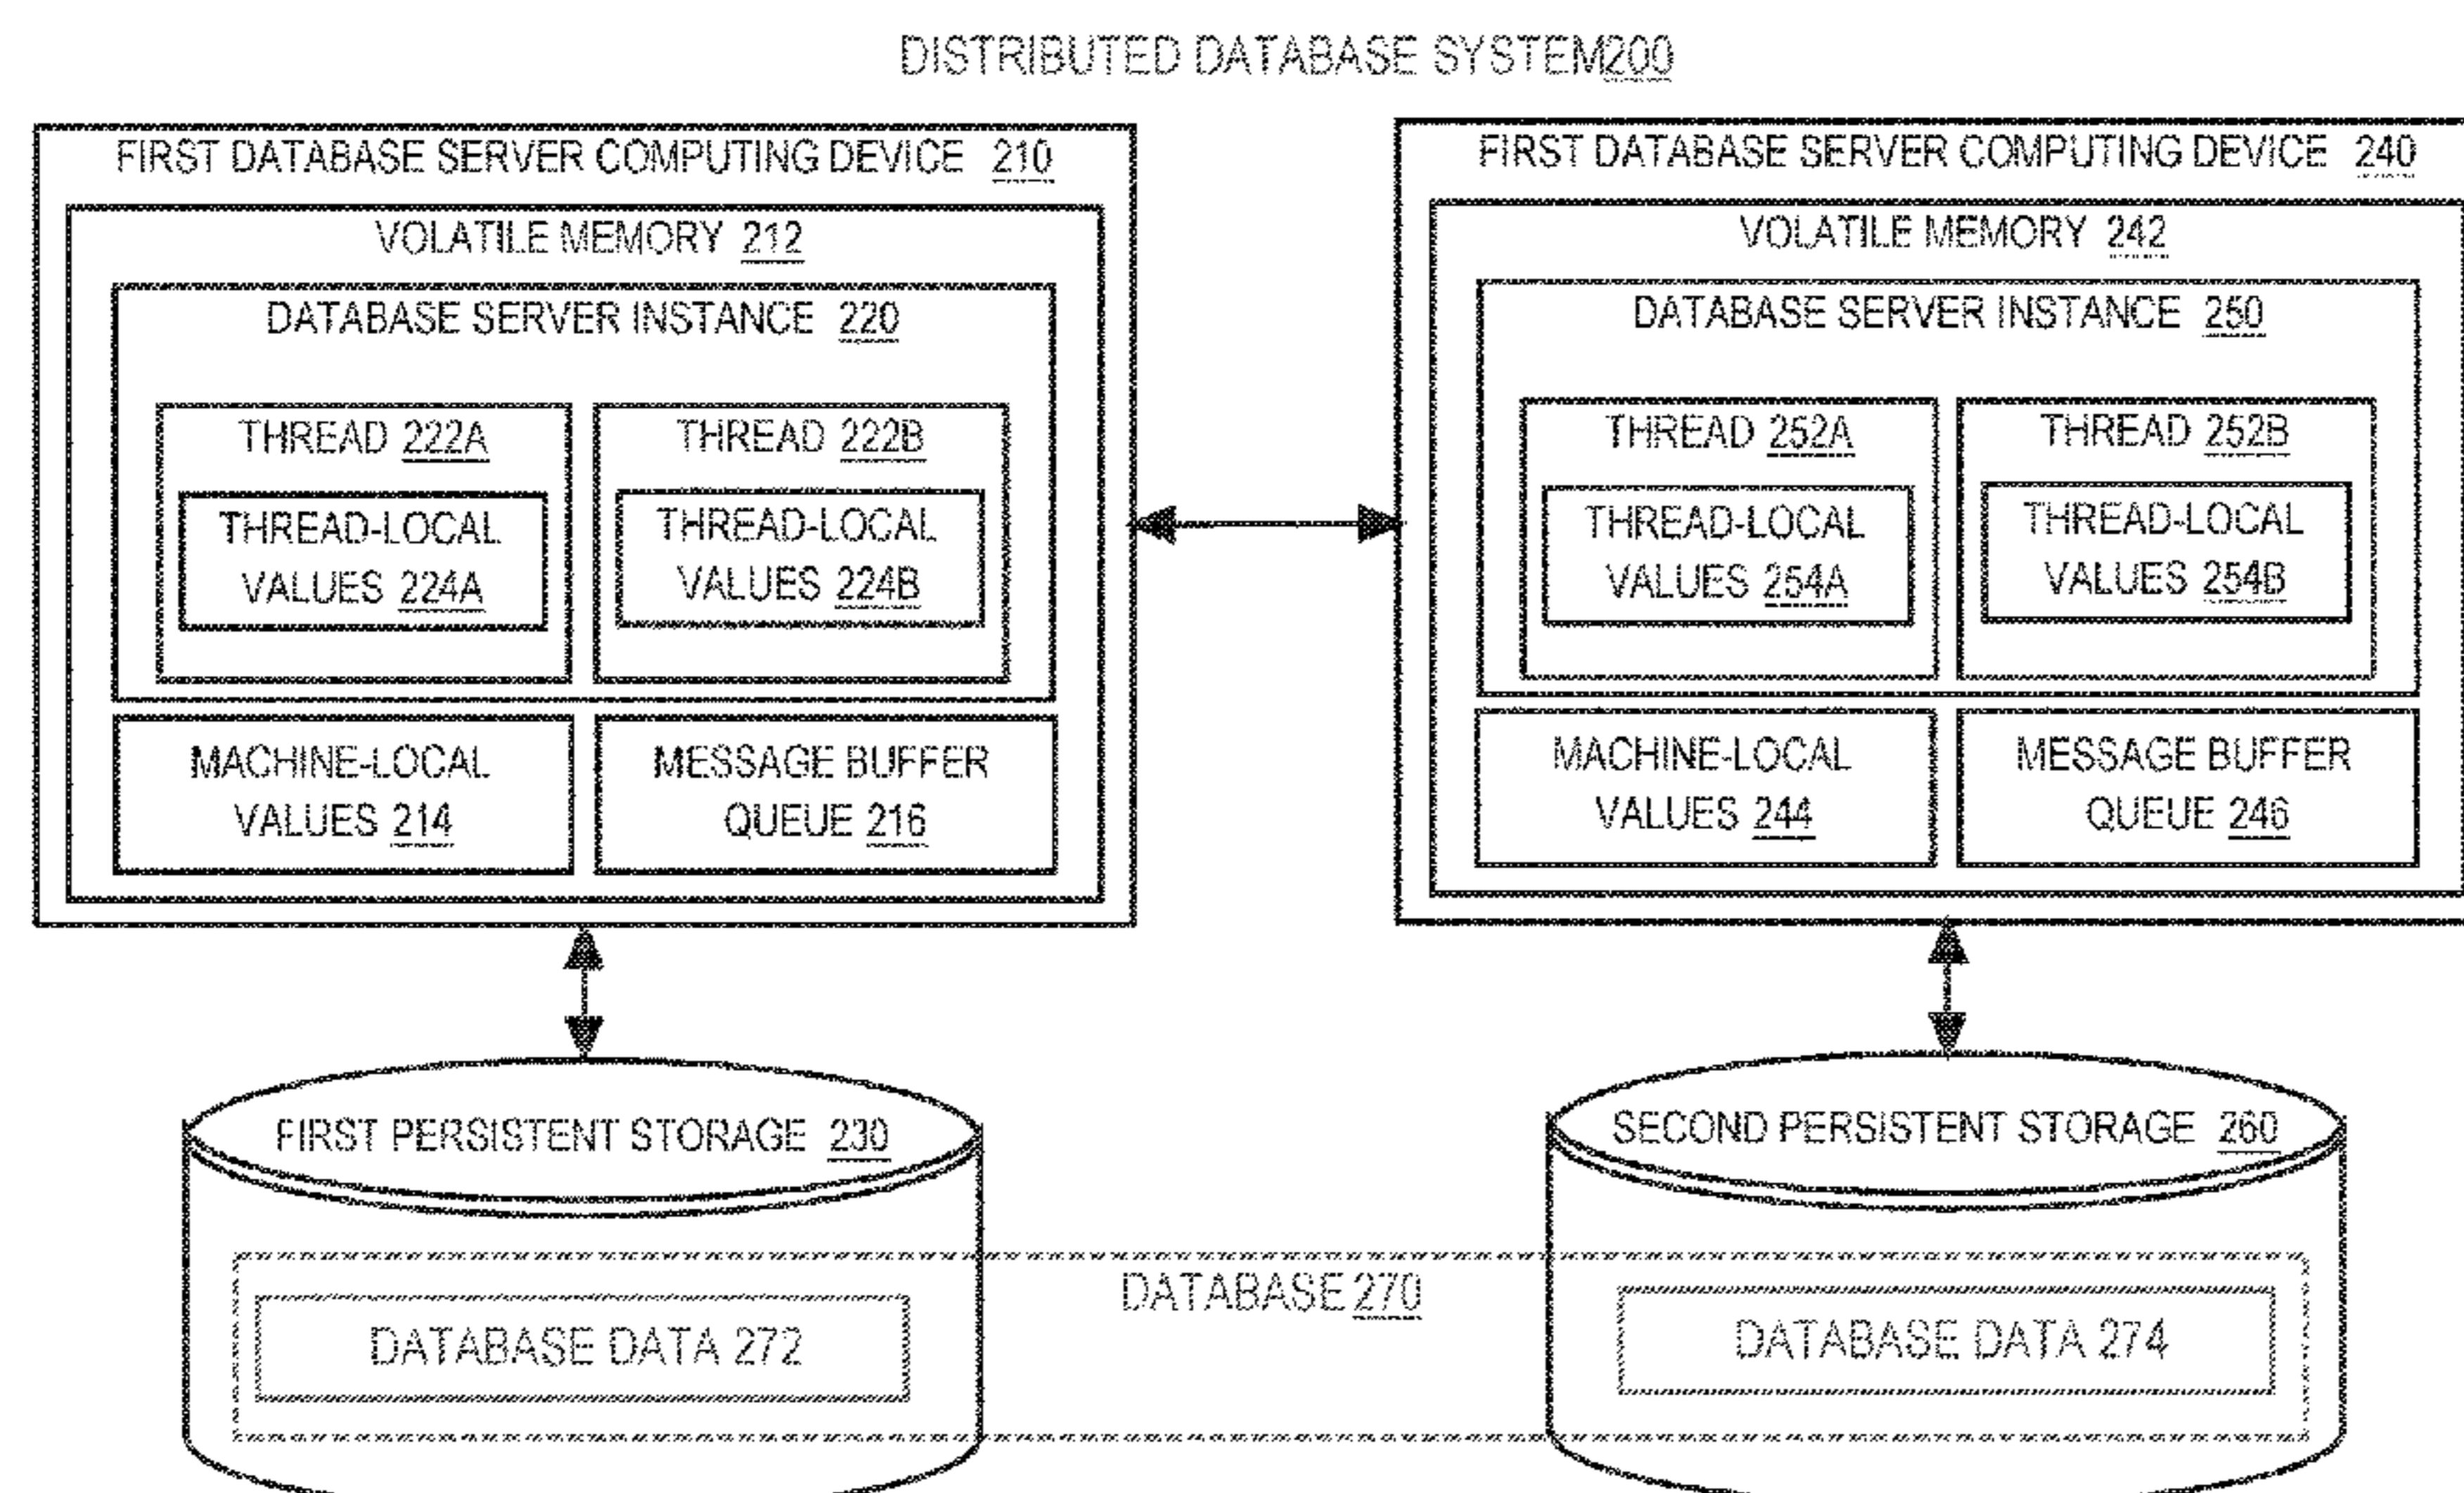 DISTRIBUTED DATABASE SYSTEM200
FIRST DATABASE SERVER COMPUTING DEVICE 210
VOLATILE MEMORY 212
DATABASE SERVER INSTANCE 220
THREAD 222A
THREAD-LOCAL
VALUES 224A
THREAD 222B
THREAD-LOCAL
VALUES 224B
MACHINE-LOCAL
VALUES 214
MESSAGE BUFFER
QUEUE 216
FIRST DATABASE SERVER COMPUTING DEVICE 240
VOLATILE MEMORY 242
DATABASE SERVER INSTANCE 250
THREAD 252A
THREAD-LOCAL
VALUES 254A
THREAD 252B
THREAD-LOCAL
VALUES 254B
MACHINE-LOCAL
VALUES 244
MESSAGE BUFFER
QUEUE 246
FIRST PERSISTENT STORAGE 230
SECOND PERSISTENT STORAGE 260
DATABASE 270
DATABASE DATA 272
DATABASE DATA 274